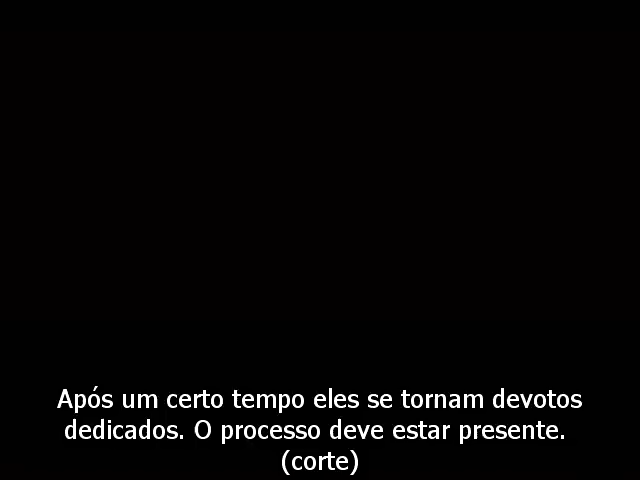 Após um certo tempo eles se tornam devotos
dedicados. O processo deve estar presente.
(corte)